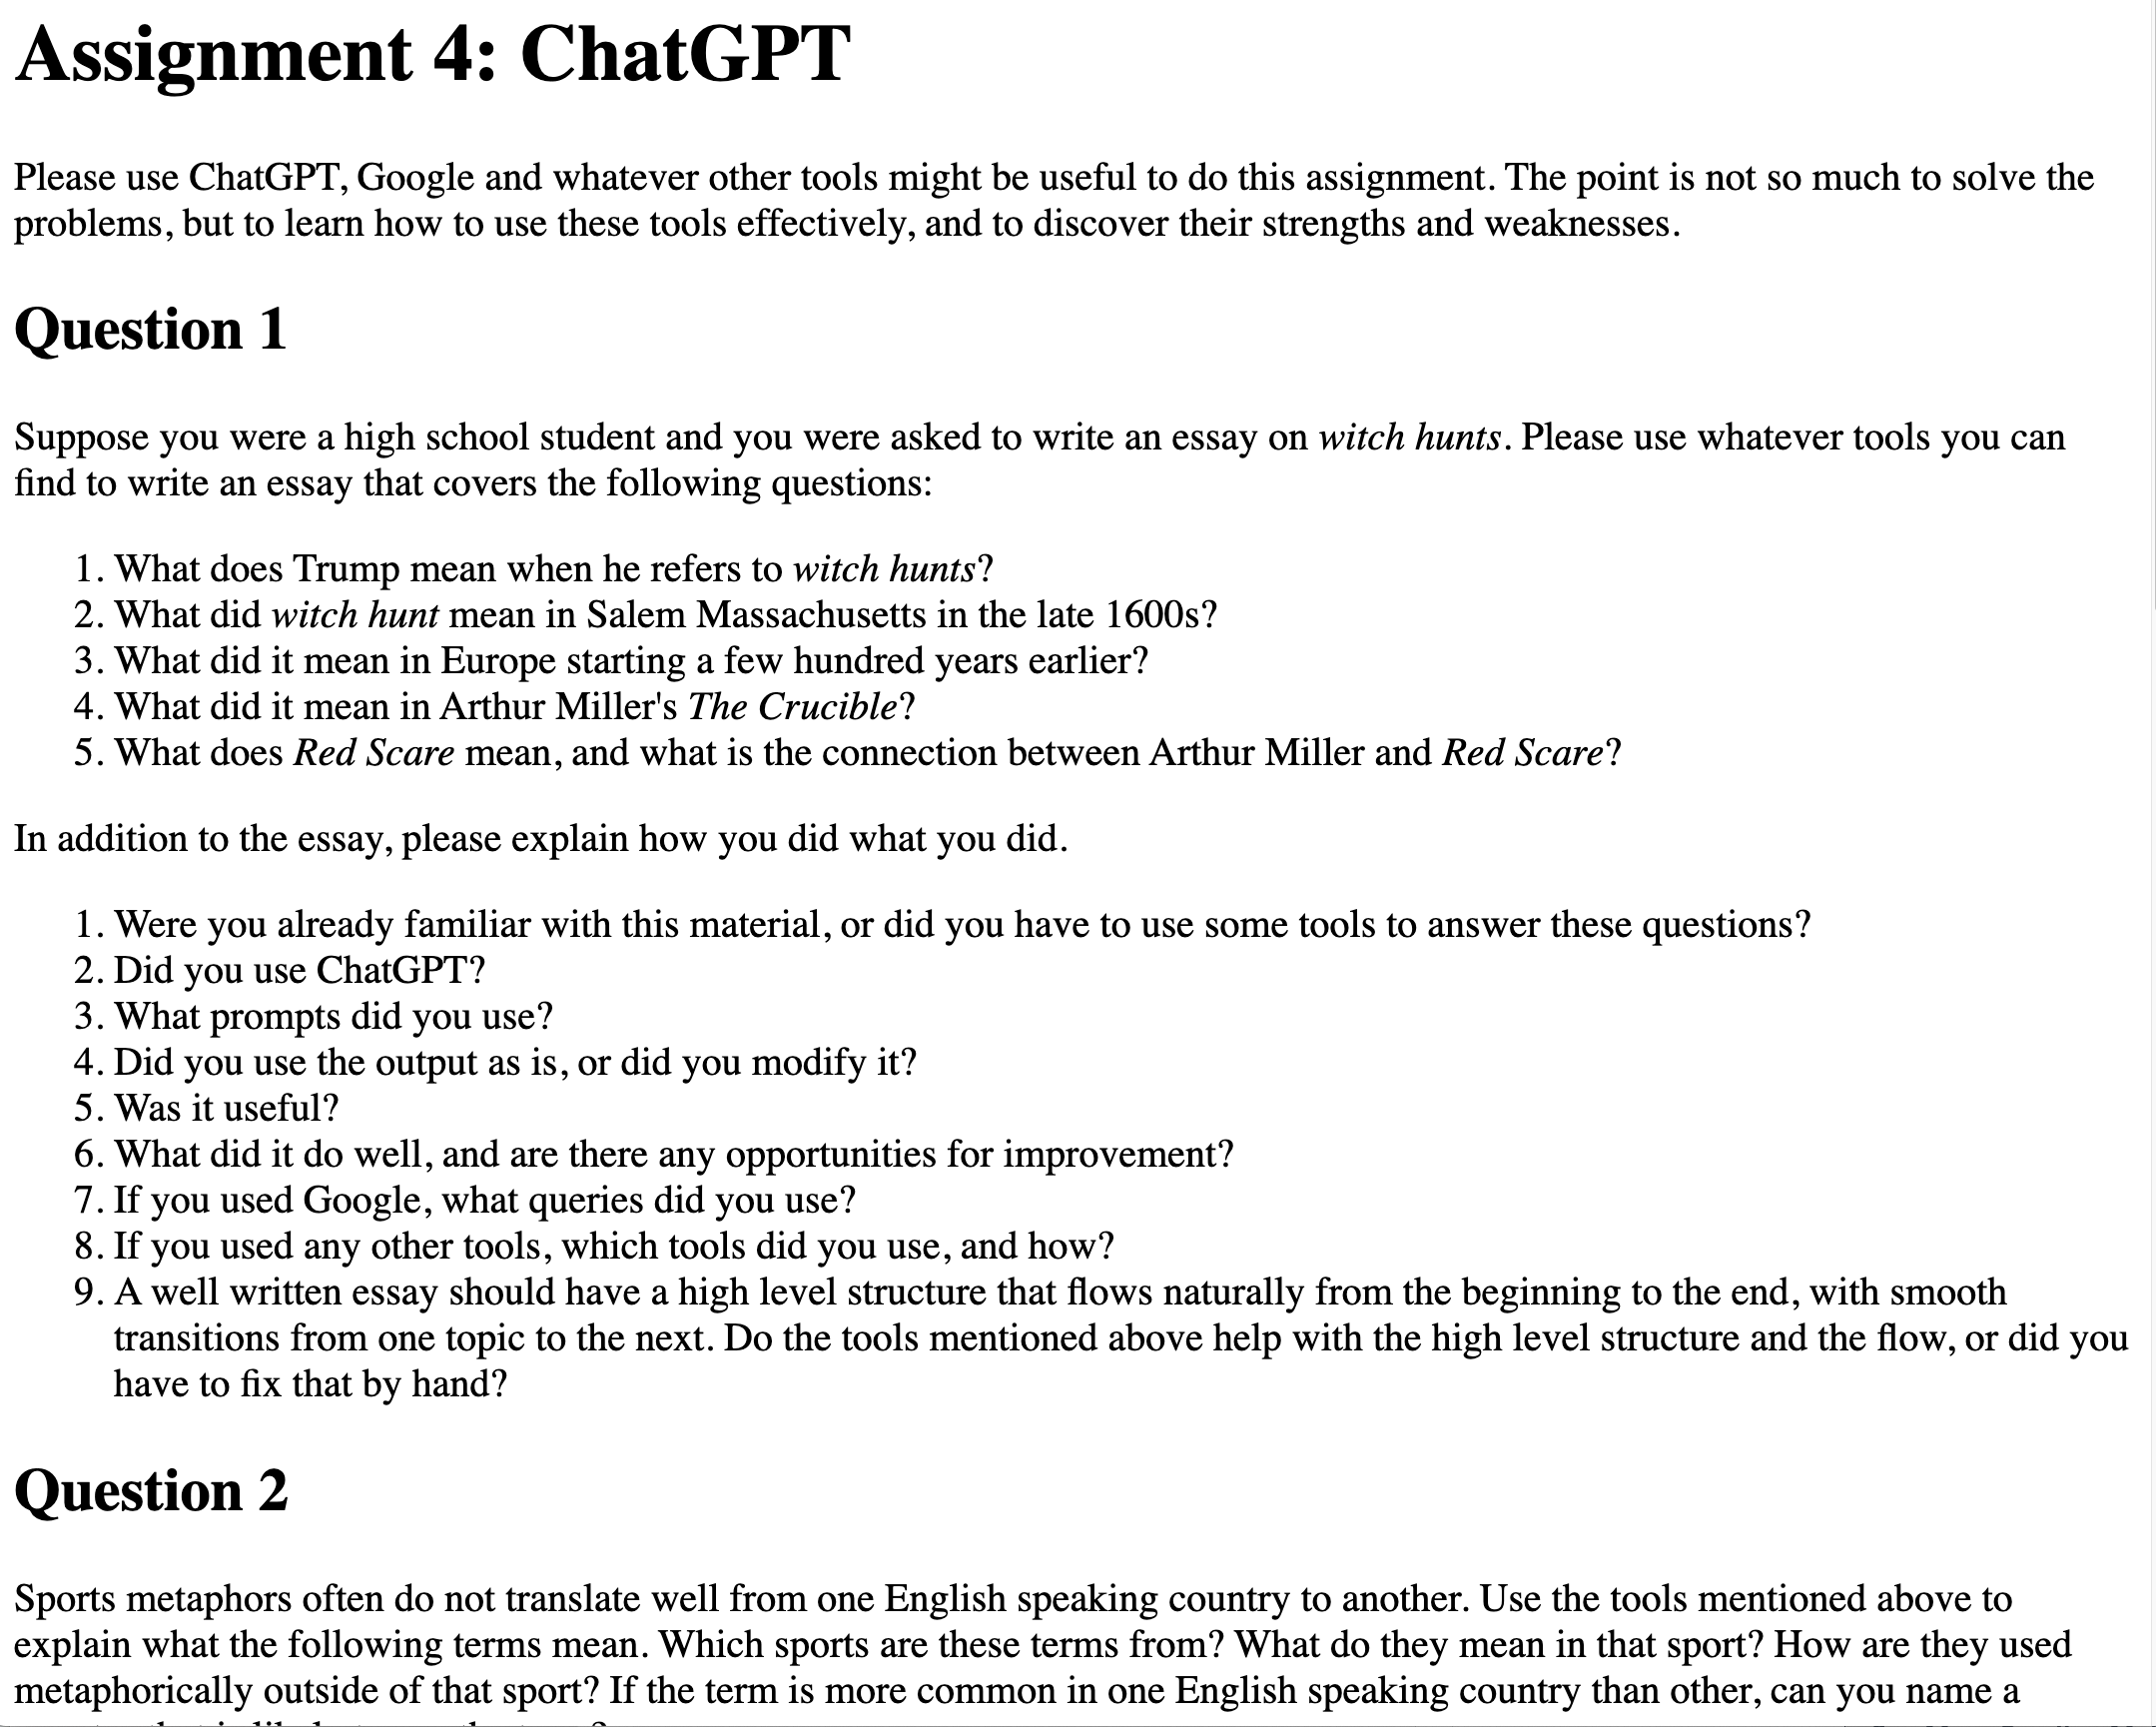 Assignment 4: ChatGPT
Please use ChatGPT, Google and whatever other tools might be useful to do this assignment. The point is not so much to solve the
problems, but to learn how to use these tools effectively, and to discover their strengths and weaknesses.
Question 1
Suppose you were a high school student and you were asked to write an essay on witch hunts. Please use whatever tools you can
find to write an essay that covers the following questions:
1. What does Trump mean when he refers to witch hunts?
2. What did witch hunt mean in Salem Massachusetts in the late 1600s?
3. What did it mean in Europe starting a few hundred years earlier?
4. What did it mean in Arthur Miller's The Crucible?
5. What does Red Scare mean, and what is the connection between Arthur Miller and Red Scare?
In addition to the essay, please explain how you did what you did.
1. Were you already familiar with this material, or did you have to use some tools to answer these questions?
2. Did you use ChatGPT?
3. What prompts did you use?
4. Did you use the output as is, or did you modify it?
5. Was it useful?
6. What did it do well, and are there any opportunities for improvement?
7. If you used Google, what queries did you use?
8. If you used any other tools, which tools did you use, and how?
9. A well written essay should have a high level structure that flows naturally from the beginning to the end, with smooth
transitions from one topic to the next. Do the tools mentioned above help with the high level structure and the flow, or did you
have to fix that by hand?
Question 2
Sports metaphors often do not translate well from one English speaking country to another. Use the tools mentioned above to
explain what the following terms mean. Which sports are these terms from? What do they mean in that sport? How are they used
metaphorically outside of that sport? If the term is more common in one English speaking country than other, can you name a